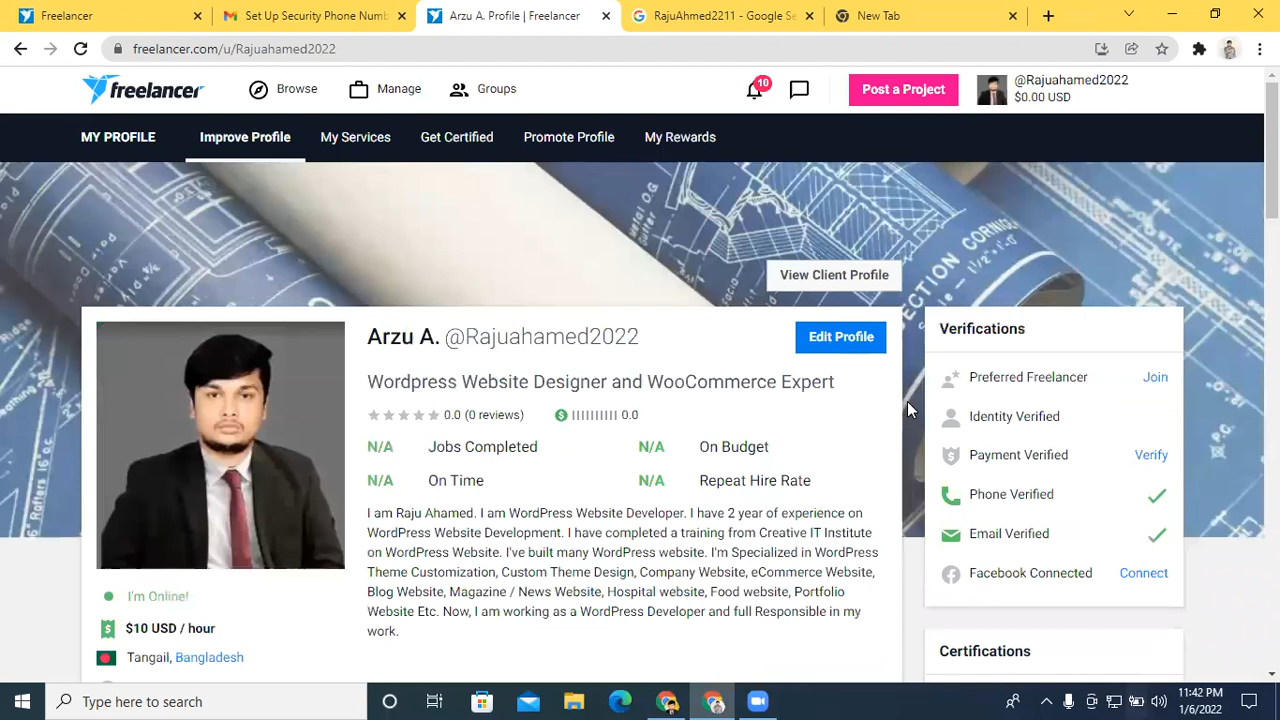 Freelancer
Set Up Security Phone Numb
Arzu A. Profile | Freelancer
RajuAhmed2211 - Google Se
New Tab
freelancer.com/u/Rajuahamed2022
freelancer
Browse
Manage
Groups
10
Post a Project
@Rajuahamed2022
$0.00 USD
MY PROFILE
Improve Profile
My Services
Get Certified
Promote Profile
My Rewards
View Client Profile
Arzu A. @Rajuahamed2022
Edit Profile
Wordpress Website Designer and WooCommerce Expert
0.0 (0 reviews)
0.0
N/A Jobs Completed
N/A On Budget
N/A On Time
N/A Repeat Hire Rate
I am Raju Ahamed. I am WordPress Website Developer. I have 2 year of experience on
WordPress Website Development. I have completed a training from Creative IT Institute
on WordPress Website. I've built many WordPress website. I'm Specialized in WordPress
Theme Customization, Custom Theme Design, Company Website, eCommerce Website,
Blog Website, Magazine / News Website, Hospital website, Food website, Portfolio
Website Etc. Now, I am working as a WordPress Developer and full Responsible in my
work.
I'm Online!
$10 USD / hour
Tangail, Bangladesh
Verifications
Preferred Freelancer Join
Identity Verified
Payment Verified Verify
Phone Verified
Email Verified
Facebook Connected Connect
Certifications
Type here to search
11:42 PM
1/6/2022